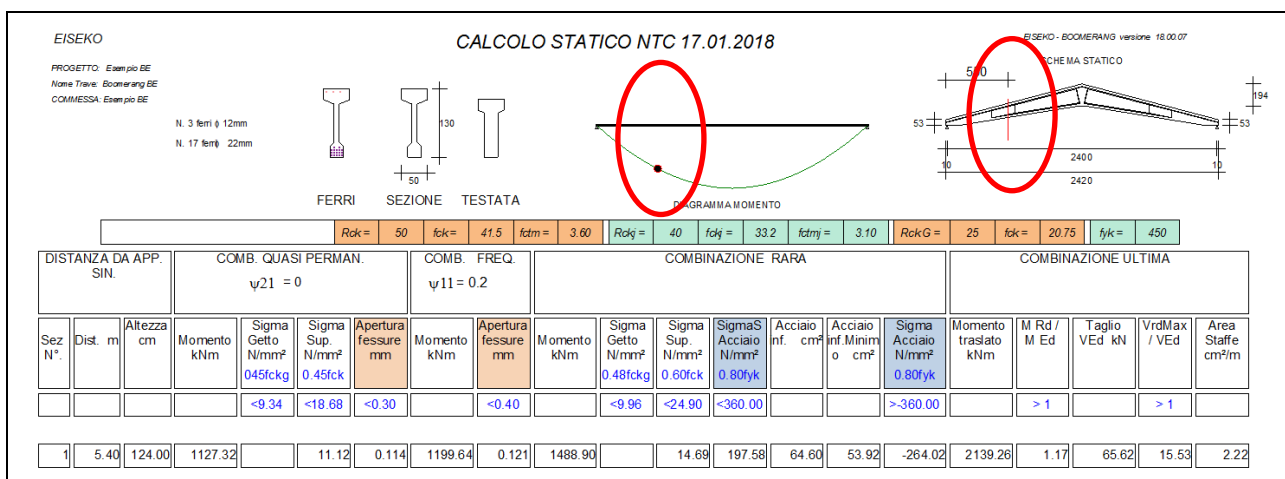 EISEKO
CALCOLO STATICO NTC 17.01.2018
EISEKO - BOOMERANG versione 18.00.07
PROGETTO: Esempio BE
Nome Trave: Boomerang BE
COMMESSA: Esempio BE
SCHEMA STATICO
500
194
N. 3 ferri ϕ 12mm
130
53
53
N. 17 ferri 22mm
50
10
2400
10
2420
FERRI SEZIONE TESTATA
DIAGRAMMA MOMENTO
Rck = 50 fck = 41.5 fctm = 3.60 Rckj = 40 fckj = 33.2 fctmj = 3.10 RckG = 25 fck = 20.75 fyk = 450
DISTANZA DA APP. SIN. COMB. QUASI PERMAN. COMB. FREQ. COMBINAZIONE RARA COMBINAZIONE ULTIMA
ψ21 = 0 ψ11 = 0.2
Sez N°. Dist. m Altezza cm Momento kNm Sigma Getto N/mm² 045fckg Sigma Sup. N/mm² 0.45fck Apertura fessure mm Momento kNm Apertura fessure mm Momento kNm Sigma Getto N/mm² 0.48fckg Sigma Sup. N/mm² 0.60fck SigmaS Acciaio N/mm² 0.80fyk Acciaio inf. cm² Acciaio inf.Minimo cm² Sigma Acciaio N/mm² 0.80fyk Momento traslato kNm M Rd / M Ed Taglio VEd kN VrdMax / VEd Area Staffe cm²/m
<9.34 <18.68 <0.30 <0.40 <9.96 <24.90 <360.00 >-360.00 > 1 > 1
1 5.40 124.00 1127.32 11.12 0.114 1199.64 0.121 1488.90 14.69 197.58 64.60 53.92 -264.02 2139.26 1.17 65.62 15.53 2.22